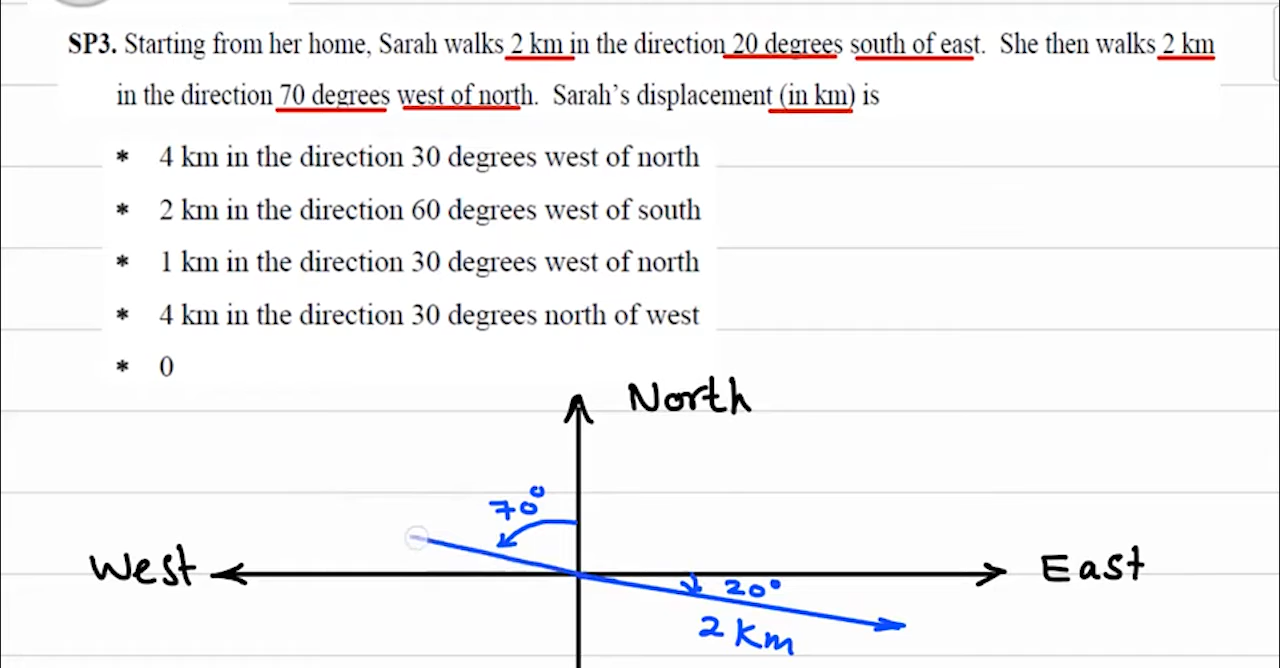 SP3. Starting from her home, Sarah walks 2 km in the direction 20 degrees south of east. She then walks 2 km
in the direction 70 degrees west of north. Sarah’s displacement (in km) is
* 4 km in the direction 30 degrees west of north
* 2 km in the direction 60 degrees west of south
* 1 km in the direction 30 degrees west of north
* 4 km in the direction 30 degrees north of west
* 0
North
70°
West
East
20°
2 Km